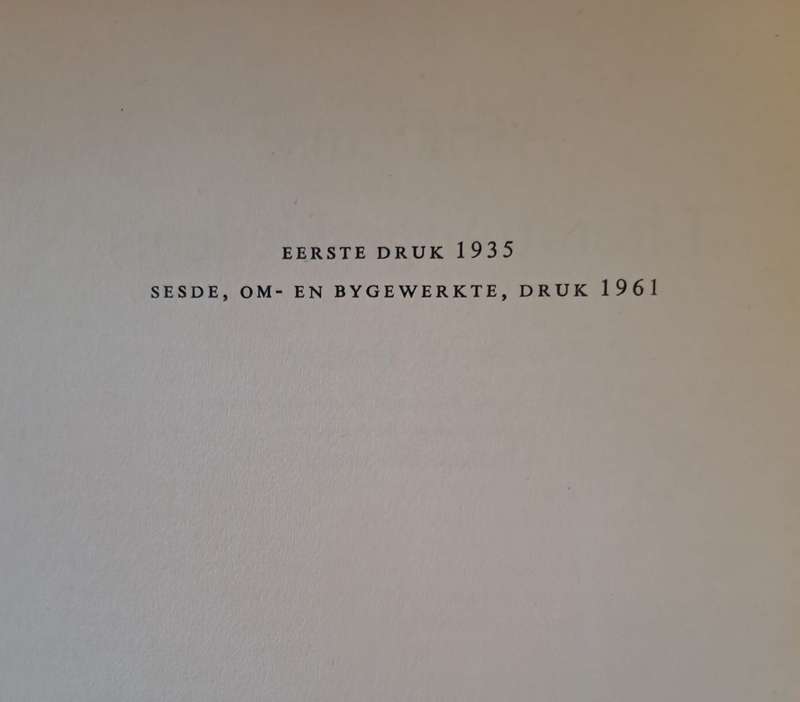 EERSTE DRUK 1935
SESDE, OM- EN BYGEWERKTE, DRUK 1961